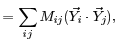 = \sum_{ij} M_{ij}(\vec{Y}_i \cdot \vec{Y}_j),